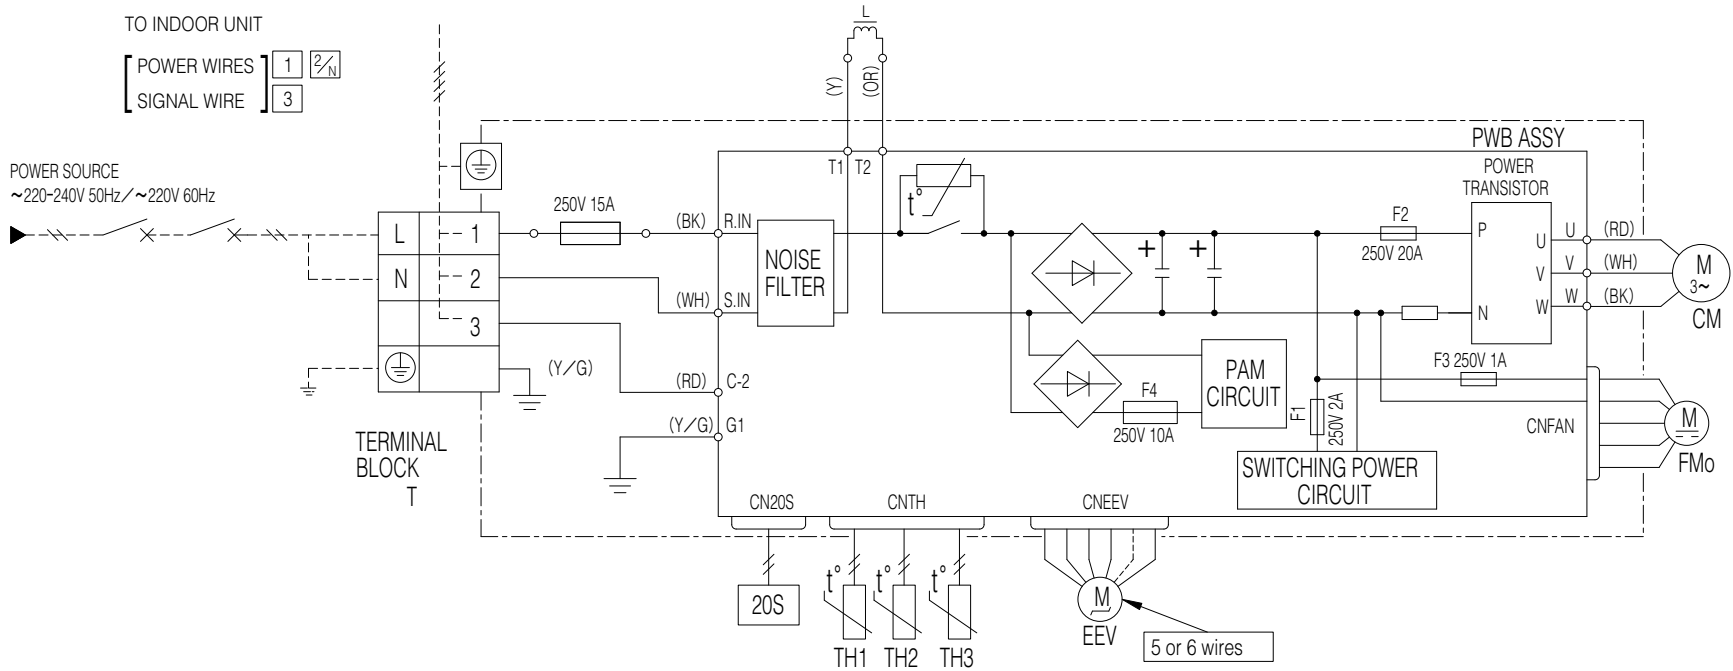 TO INDOOR UNIT
POWER WIRES 1 2/N
SIGNAL WIRE 3
POWER SOURCE
~220-240V 50Hz/~220V 60Hz
L 1
N 2
3
(Y/G)
TERMINAL
BLOCK
T
250V 15A
(BK) R.IN
(WH) S.IN
(RD) C-2
(Y/G) G1
NOISE
FILTER
L
(Y) (OR)
T1 T2
t°
+ +
PWB ASSY
POWER
TRANSISTOR
F2
250V 20A
P
N
U U (RD)
V V (WH)
W W (BK)
M
3~
CM
F3 250V 1A
F4
250V 10A
PAM
CIRCUIT
F1
250V 2A
SWITCHING POWER
CIRCUIT
CNFAN
M
FMo
CN20S CNTH CNEEV
20S
t° t° t°
TH1 TH2 TH3
M
EEV
5 or 6 wires